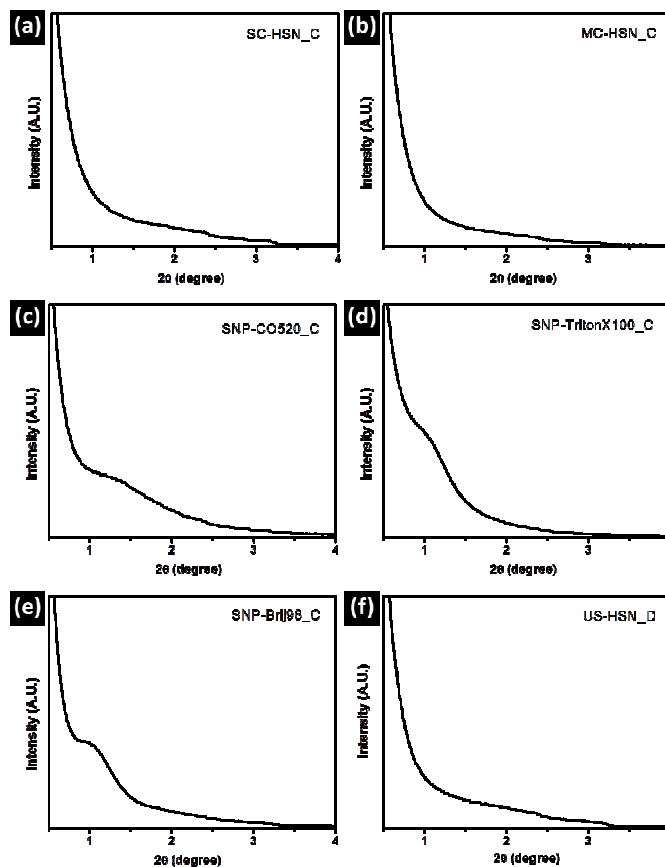 (a)
SC-HSN_C
Intensity (A.U.)
1 2 3 4
2θ (degree)
(b)
MC-HSN_C
Intensity (A.U.)
1 2 3
2θ (degree)
(c)
SNP-CO520_C
Intensity (A.U.)
1 2 3 4
2θ (degree)
(d)
SNP-TritonX100_C
Intensity (A.U.)
1 2 3
2θ (degree)
(e)
SNP-Brij96_C
Intensity (A.U.)
1 2 3 4
2θ (degree)
(f)
US-HSN_D
Intensity (A.U.)
1 2 3
2θ (degree)